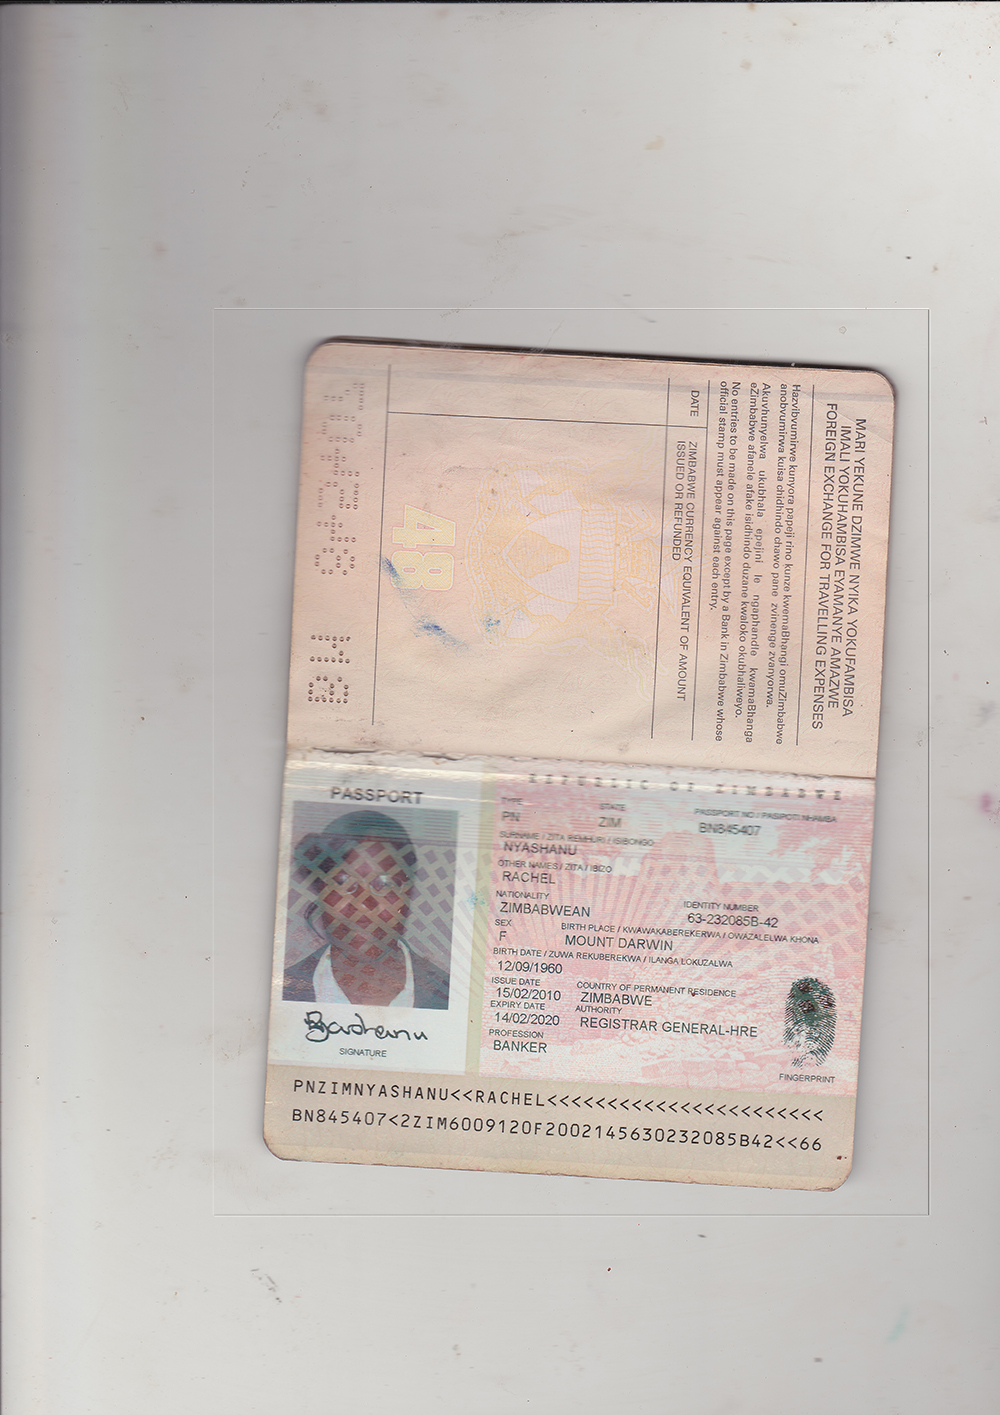 MARI YEKUNE DZIMWE NYIKA YOKUFAMBISA
IMALI YOKUHAMBISA EYAMANYE AMAZWE
FOREIGN EXCHANGE FOR TRAVELLING EXPENSES
Hazvibvumirwe kunyora papeji rino kunze kwemaBhangi omuZimbabwe
anobvumirwa kuisa chidhindo chawo pane zvinenge zvanyorwa.
Akuvhunyelwa ukubhala epejini le ngaphandle kwamaBhanga
eZimbabwe afanele afake isidhindo duzane kwaloko okubhaliweyo.
No entries to be made on this page except by a Bank in Zimbabwe whose
official stamp must appear against each entry.
DATE
ZIMBABWE CURRENCY EQUIVALENT OF AMOUNT
ISSUED OR REFUNDED
48
REPUBLIC OF ZIMBABWE
PASSPORT
TYPE STATE PASSPORT NO / PASIPOTI NHAMBA
PN ZIM BN845407
SURNAME / ZITA REMHURI / ISIBONGO
NYASHANU
OTHER NAMES / ZITA / IBIZO
RACHEL
NATIONALITY IDENTITY NUMBER
ZIMBABWEAN 63-232085B-42
SEX BIRTH PLACE / KWAWAKABEREKERWA / OWAZALELWA KHONA
F MOUNT DARWIN
BIRTH DATE / ZUWA REKUBEREKWA / ILANGA LOKUZALWA
12/09/1960
ISSUE DATE COUNTRY OF PERMANENT RESIDENCE
15/02/2010 ZIMBABWE
EXPIRY DATE AUTHORITY
14/02/2020 REGISTRAR GENERAL-HRE
PROFESSION
BANKER
SIGNATURE
FINGERPRINT
PNZIMNYASHANU<<RACHEL<<<<<<<<<<<<<<<<<<<<<<<
BN845407<2ZIM6009120F20021456302​32085B42<<66